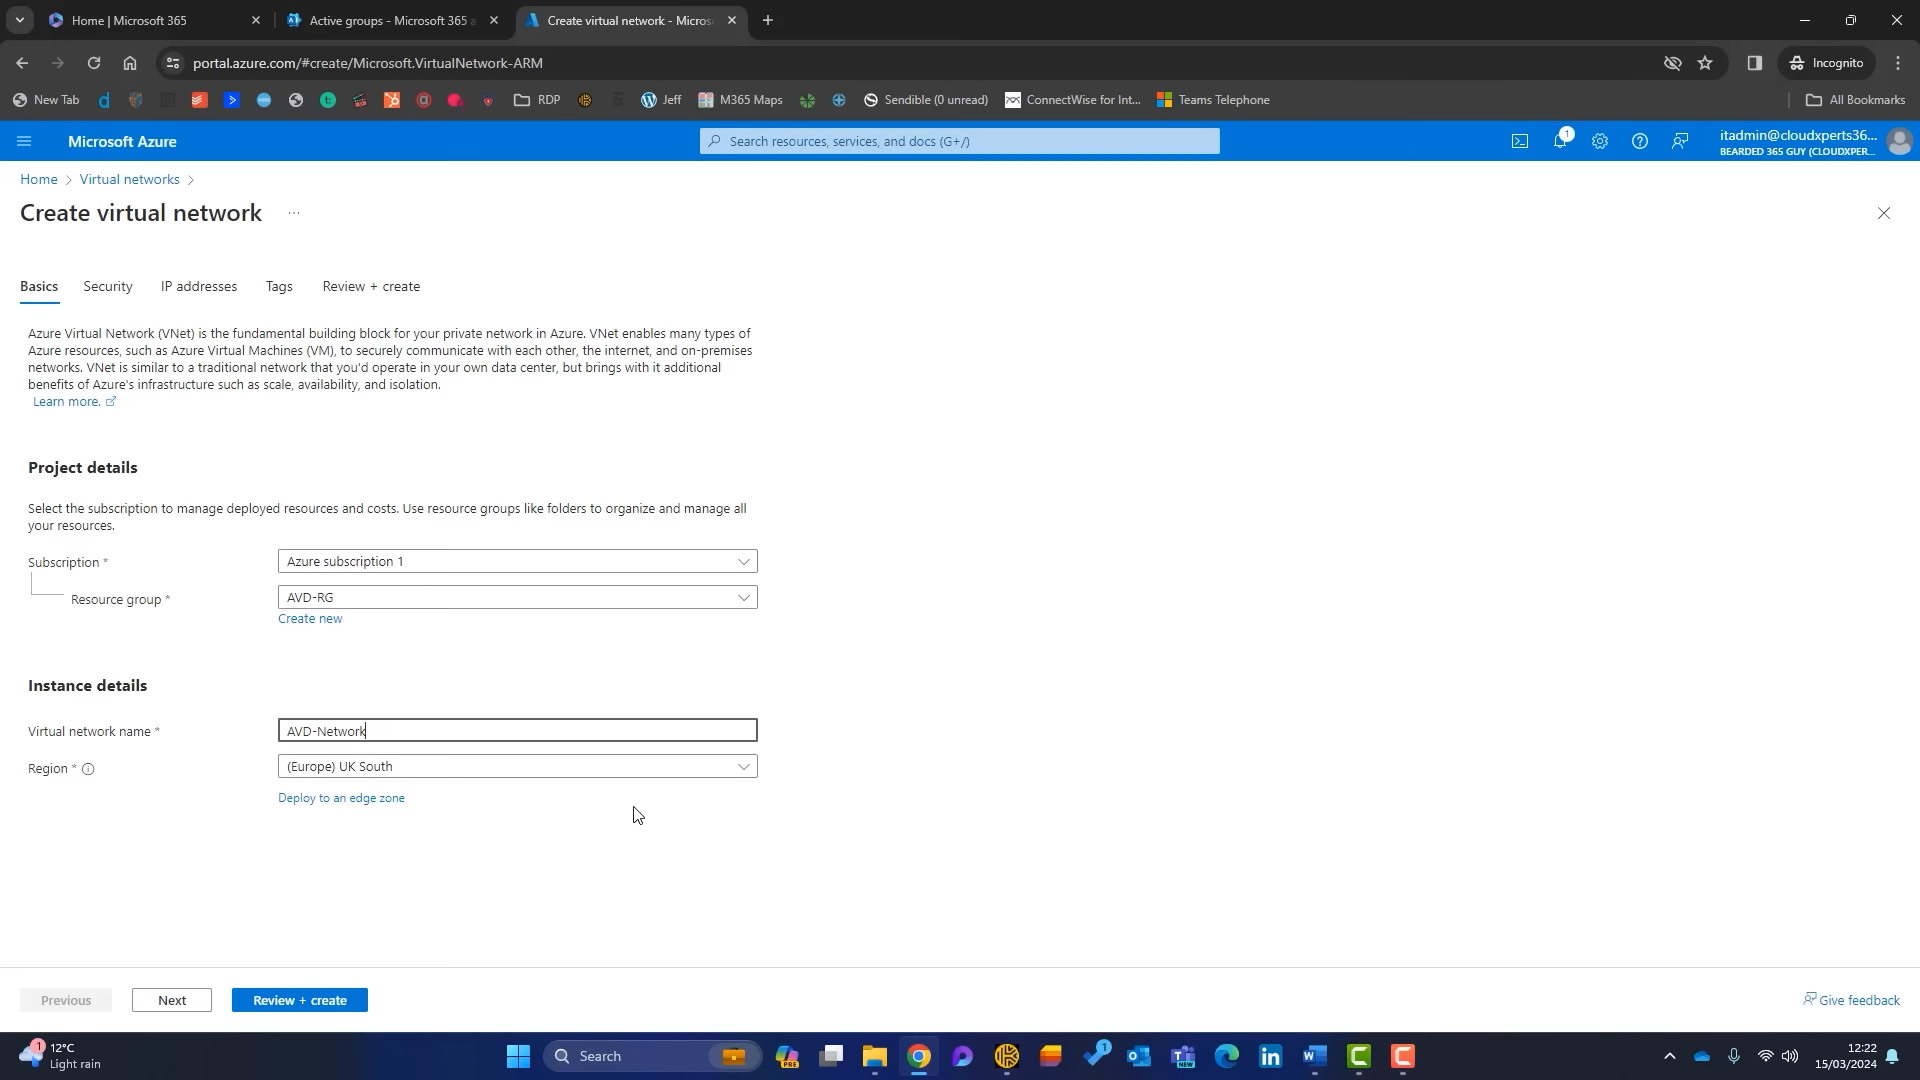 Home | Microsoft 365
Active groups - Microsoft 365 a
Create virtual network - Micros
portal.azure.com/#create/Microsoft.VirtualNetwork-ARM
Incognito
New Tab
RDP
Jeff
M365 Maps
Sendible (0 unread)
ConnectWise for Int...
Teams Telephone
All Bookmarks
Microsoft Azure
Search resources, services, and docs (G+/)
1
itadmin@cloudxperts36...
BEARDED 365 GUY (CLOUDXPER...
Home > Virtual networks >
Create virtual network ...
Basics
Security
IP addresses
Tags
Review + create
Azure Virtual Network (VNet) is the fundamental building block for your private network in Azure. VNet enables many types of
Azure resources, such as Azure Virtual Machines (VM), to securely communicate with each other, the internet, and on-premises
networks. VNet is similar to a traditional network that you'd operate in your own data center, but brings with it additional
benefits of Azure's infrastructure such as scale, availability, and isolation.
Learn more.
Project details
Select the subscription to manage deployed resources and costs. Use resource groups like folders to organize and manage all
your resources.
Subscription *
Azure subscription 1
Resource group *
AVD-RG
Create new
Instance details
Virtual network name *
AVD-Network
Region *
(Europe) UK South
Deploy to an edge zone
Previous
Next
Review + create
Give feedback
1
12°C
Light rain
Search
PRE
1
NEW
12:22
15/03/2024